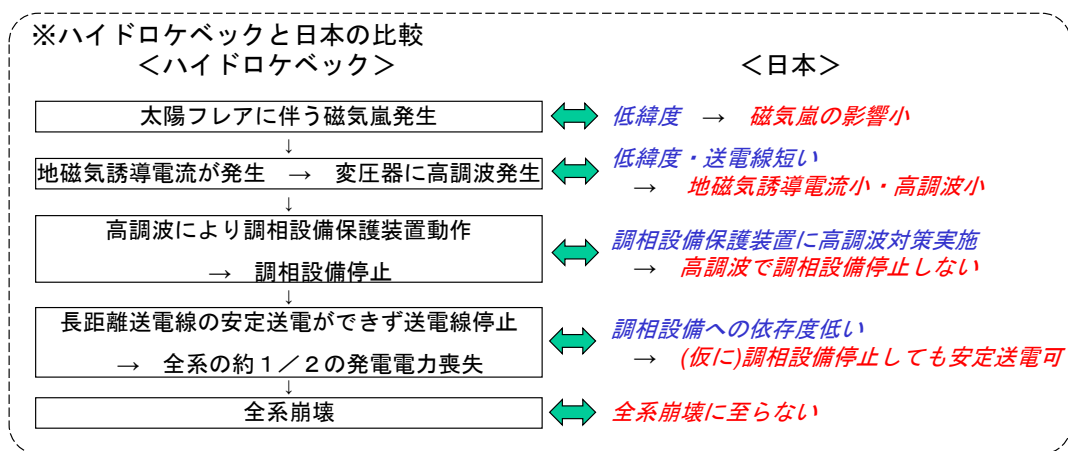 ※ハイドロケベックと日本の比較
＜ハイドロケベック＞ ＜日本＞
太陽フレアに伴う磁気嵐発生 低緯度 → 磁気嵐の影響小
↓
地磁気誘導電流が発生 → 変圧器に高調波発生 低緯度・送電線短い
→ 地磁気誘導電流小・高調波小
↓
高調波により調相設備保護装置動作 調相設備保護装置に高調波対策実施
→ 調相設備停止 → 高調波で調相設備停止しない
↓
長距離送電線の安定送電ができず送電線停止 調相設備への依存度低い
→ 全系の約１／２の発電電力喪失 → (仮に)調相設備停止しても安定送電可
↓
全系崩壊 全系崩壊に至らない